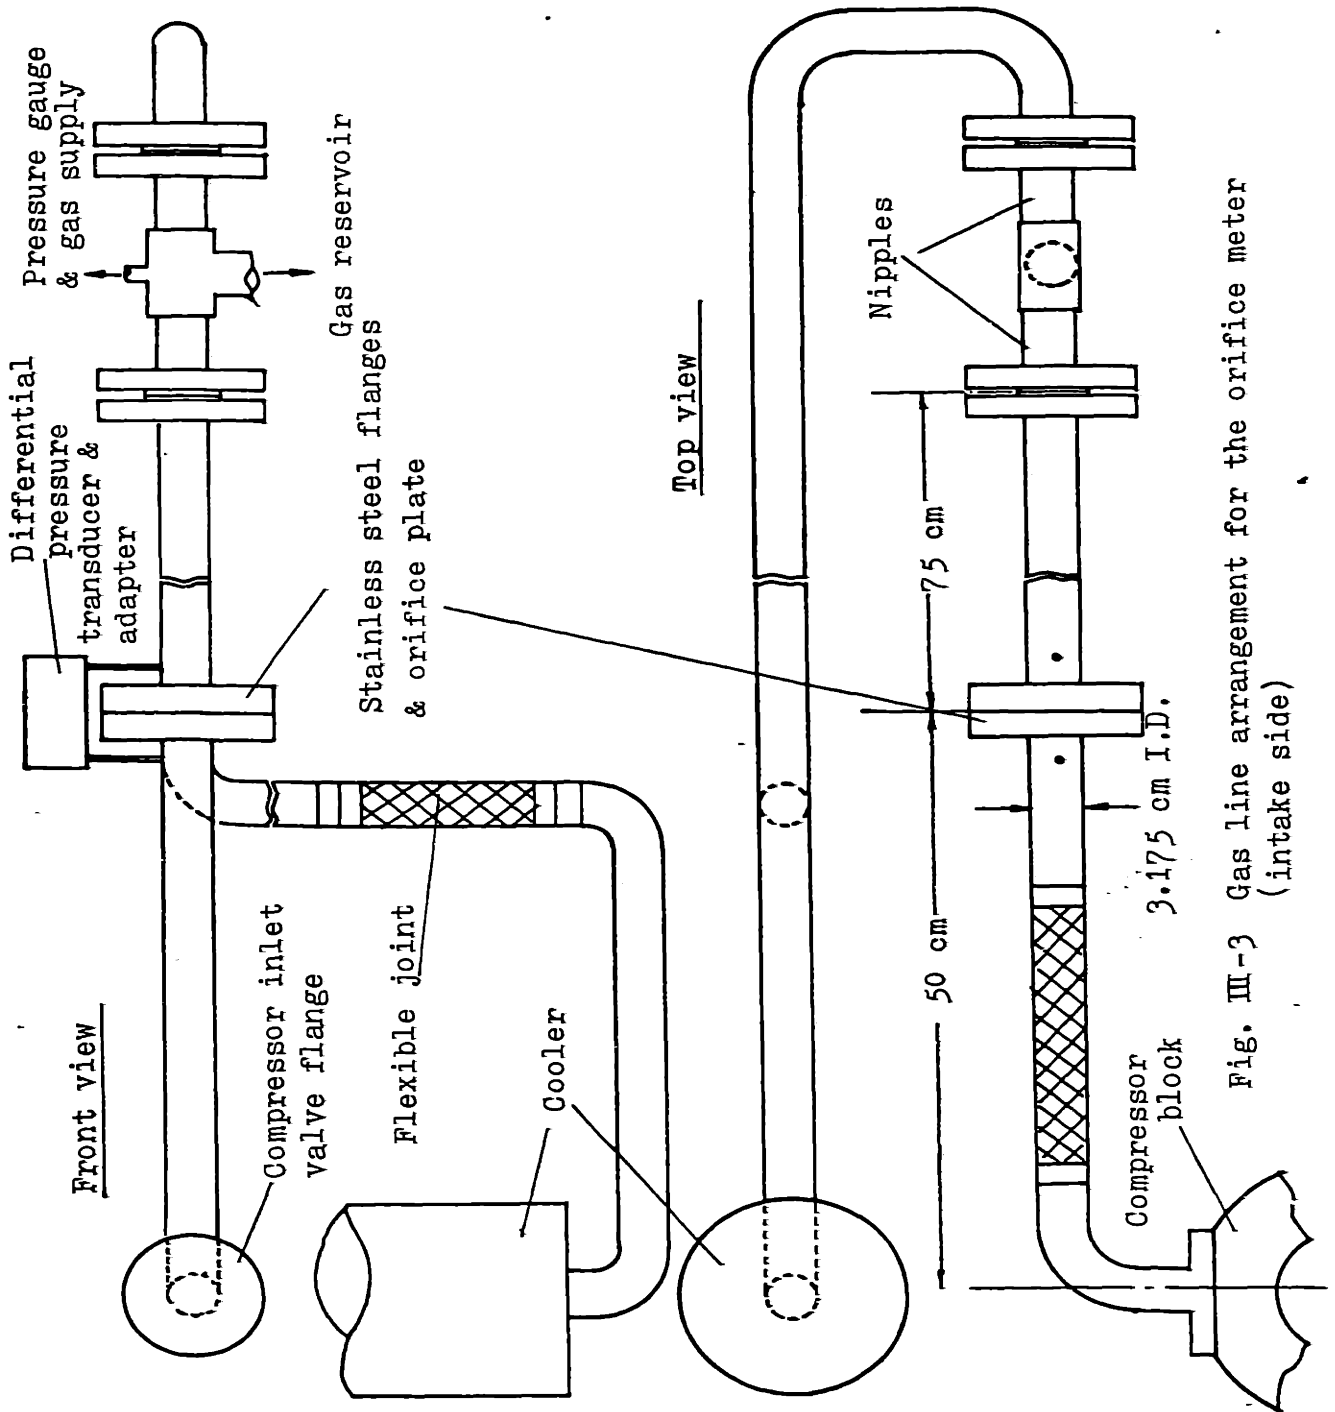 Front view
Compressor inlet
valve flange
Flexible joint
Cooler
Differential
pressure
transducer &
adapter
Pressure gauge
& gas supply
Gas reservoir
Stainless steel flanges
& orifice plate
Top view
Nipples
50 cm
75 cm
3.175 cm I.D.
Compressor
block
Fig. III-3 Gas line arrangement for the orifice meter
(intake side)